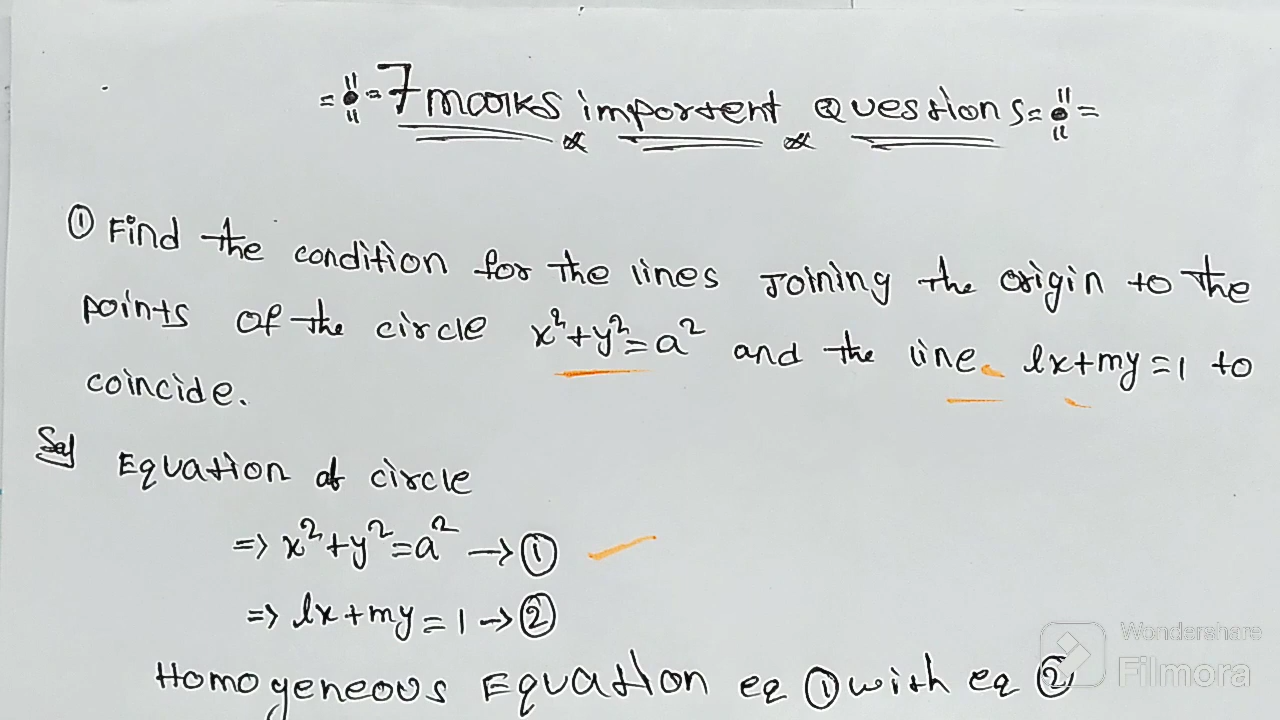 7 marks importent Questions
① Find the condition for the lines Joining the origin to the
points of the circle x²+y²=a² and the line lx+my=1 to
coincide.
Sol Equation of circle
=> x²+y²=a² →①
=> lx+my=1→②
Homogeneous Equation eq ① with eq ②
Wondershare
Filmora